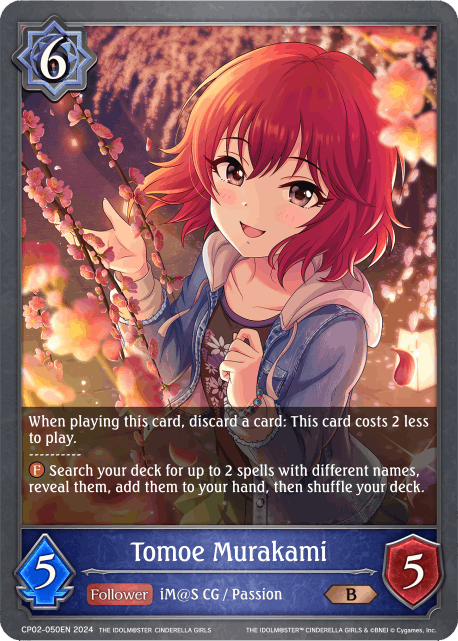 6
When playing this card, discard a card: This card costs 2 less
to play.
----------
F Search your deck for up to 2 spells with different names,
reveal them, add them to your hand, then shuffle your deck.
Tomoe Murakami
5
Follower iM@S CG / Passion
B
5
CP02-050EN 2024 THE IDOLM@STER CINDERELLA GIRLS THE IDOLM@STER™ CINDERELLA GIRLS & ©BNEI © Cygames, Inc.